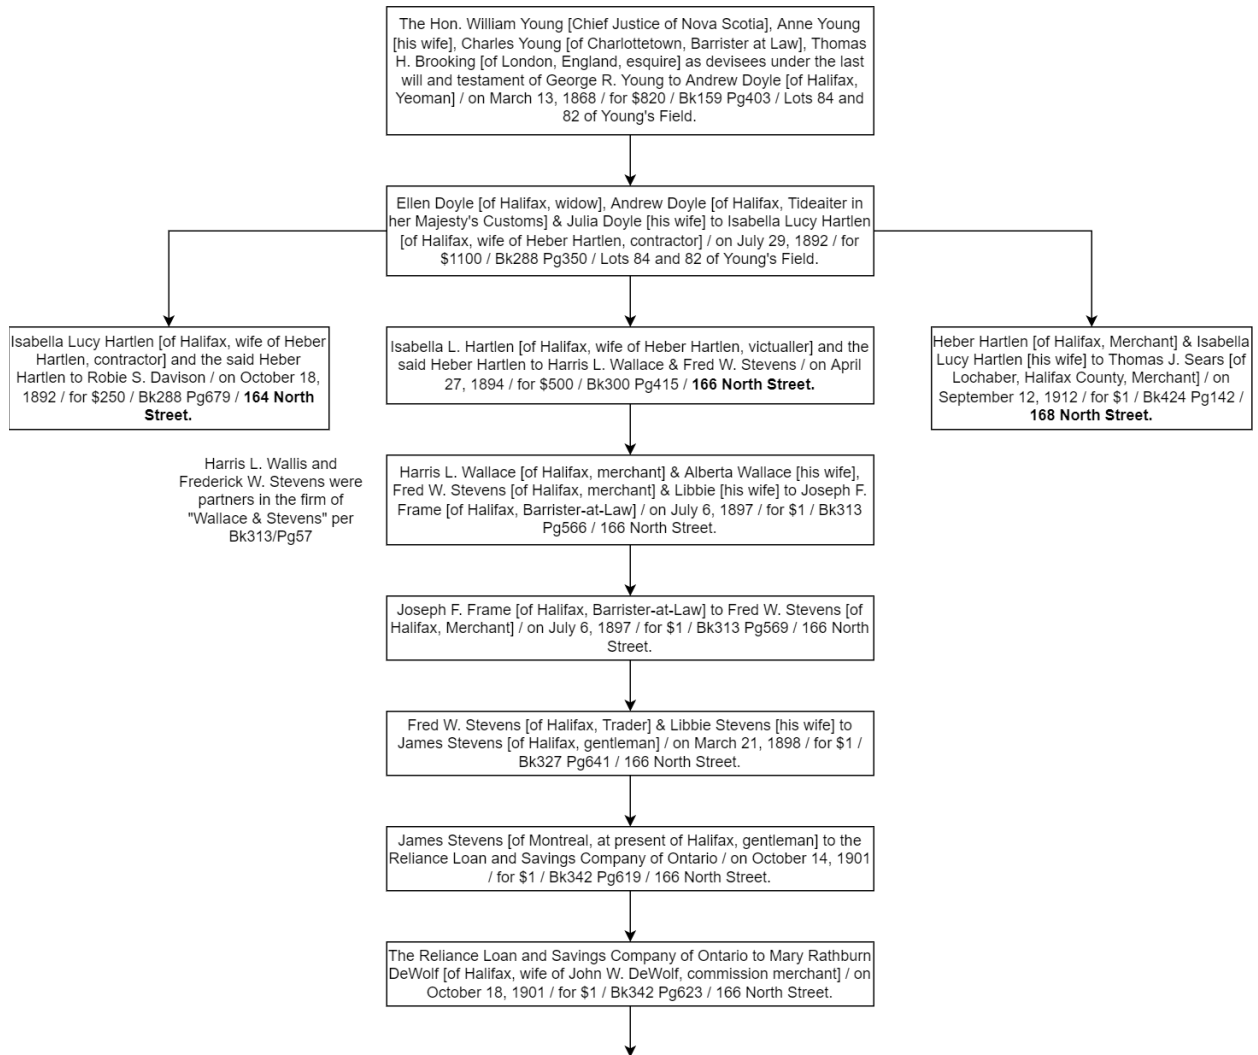 The Hon. William Young [Chief Justice of Nova Scotia], Anne Young
[his wife], Charles Young [of Charlottetown, Barrister at Law], Thomas
H. Brooking [of London, England, esquire] as devisees under the last
will and testament of George R. Young to Andrew Doyle [of Halifax,
Yeoman] / on March 13, 1868 / for $820 / Bk159 Pg403 / Lots 84 and
82 of Young's Field.
Ellen Doyle [of Halifax, widow], Andrew Doyle [of Halifax, Tideaiter in
her Majesty's Customs] & Julia Doyle [his wife] to Isabella Lucy Hartlen
[of Halifax, wife of Heber Hartlen, contractor] / on July 29, 1892 / for
$1100 / Bk288 Pg350 / Lots 84 and 82 of Young's Field.
Isabella Lucy Hartlen [of Halifax, wife of Heber
Hartlen, contractor] and the said Heber
Hartlen to Robie S. Davison / on October 18,
1892 / for $250 / Bk288 Pg679 / 164 North
Street.
Isabella L. Hartlen [of Halifax, wife of Heber Hartlen, victualler] and the
said Heber Hartlen to Harris L. Wallace & Fred W. Stevens / on April
27, 1894 / for $500 / Bk300 Pg415 / 166 North Street.
Heber Hartlen [of Halifax, Merchant] & Isabella
Lucy Hartlen [his wife] to Thomas J. Sears [of
Lochaber, Halifax County, Merchant] / on
September 12, 1912 / for $1 / Bk424 Pg142 /
168 North Street.
Harris L. Wallis and
Frederick W. Stevens were
partners in the firm of
"Wallace & Stevens" per
Bk313/Pg57
Harris L. Wallace [of Halifax, merchant] & Alberta Wallace [his wife],
Fred W. Stevens [of Halifax, merchant] & Libbie [his wife] to Joseph F.
Frame [of Halifax, Barrister-at-Law] / on July 6, 1897 / for $1 / Bk313
Pg566 / 166 North Street.
Joseph F. Frame [of Halifax, Barrister-at-Law] to Fred W. Stevens [of
Halifax, Merchant] / on July 6, 1897 / for $1 / Bk313 Pg569 / 166 North
Street.
Fred W. Stevens [of Halifax, Trader] & Libbie Stevens [his wife] to
James Stevens [of Halifax, gentleman] / on March 21, 1898 / for $1 /
Bk327 Pg641 / 166 North Street.
James Stevens [of Montreal, at present of Halifax, gentleman] to the
Reliance Loan and Savings Company of Ontario / on October 14, 1901
/ for $1 / Bk342 Pg619 / 166 North Street.
The Reliance Loan and Savings Company of Ontario to Mary Rathburn
DeWolf [of Halifax, wife of John W. DeWolf, commission merchant] / on
October 18, 1901 / for $1 / Bk342 Pg623 / 166 North Street.